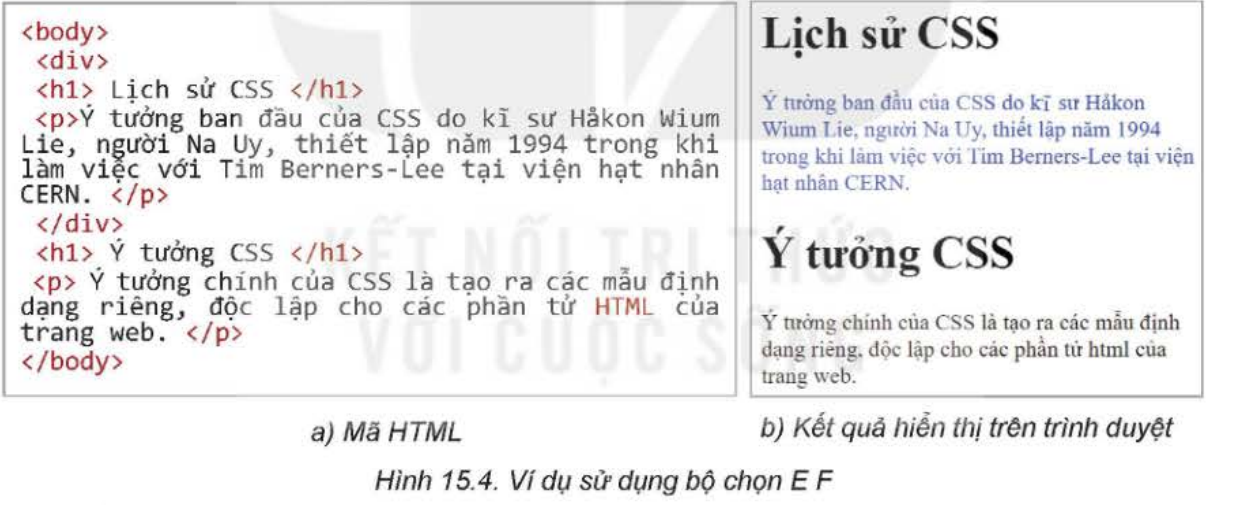 <body>
<div>
<h1> Lịch sử CSS </h1>
<p>Ý tưởng ban đầu của CSS do kĩ sư Håkon Wium
Lie, người Na Uy, thiết lập năm 1994 trong khi
làm việc với Tim Berners-Lee tại viện hạt nhân
CERN. </p>
</div>
<h1> Ý tưởng CSS </h1>
<p> Ý tưởng chính của CSS là tạo ra các mẫu định
dạng riêng, độc lập cho các phần tử HTML của
trang web. </p>
</body>
Lịch sử CSS
Ý tưởng ban đầu của CSS do kĩ sư Håkon
Wium Lie, người Na Uy, thiết lập năm 1994
trong khi làm việc với Tim Berners-Lee tại viện
hạt nhân CERN.
Ý tưởng CSS
Ý tưởng chính của CSS là tạo ra các mẫu định
dạng riêng, độc lập cho các phần tử html của
trang web.
KẾT NỐI TRI THỨC
VỚI CUỘC SỐNG
a) Mã HTML
b) Kết quả hiển thị trên trình duyệt
Hình 15.4. Ví dụ sử dụng bộ chọn E F